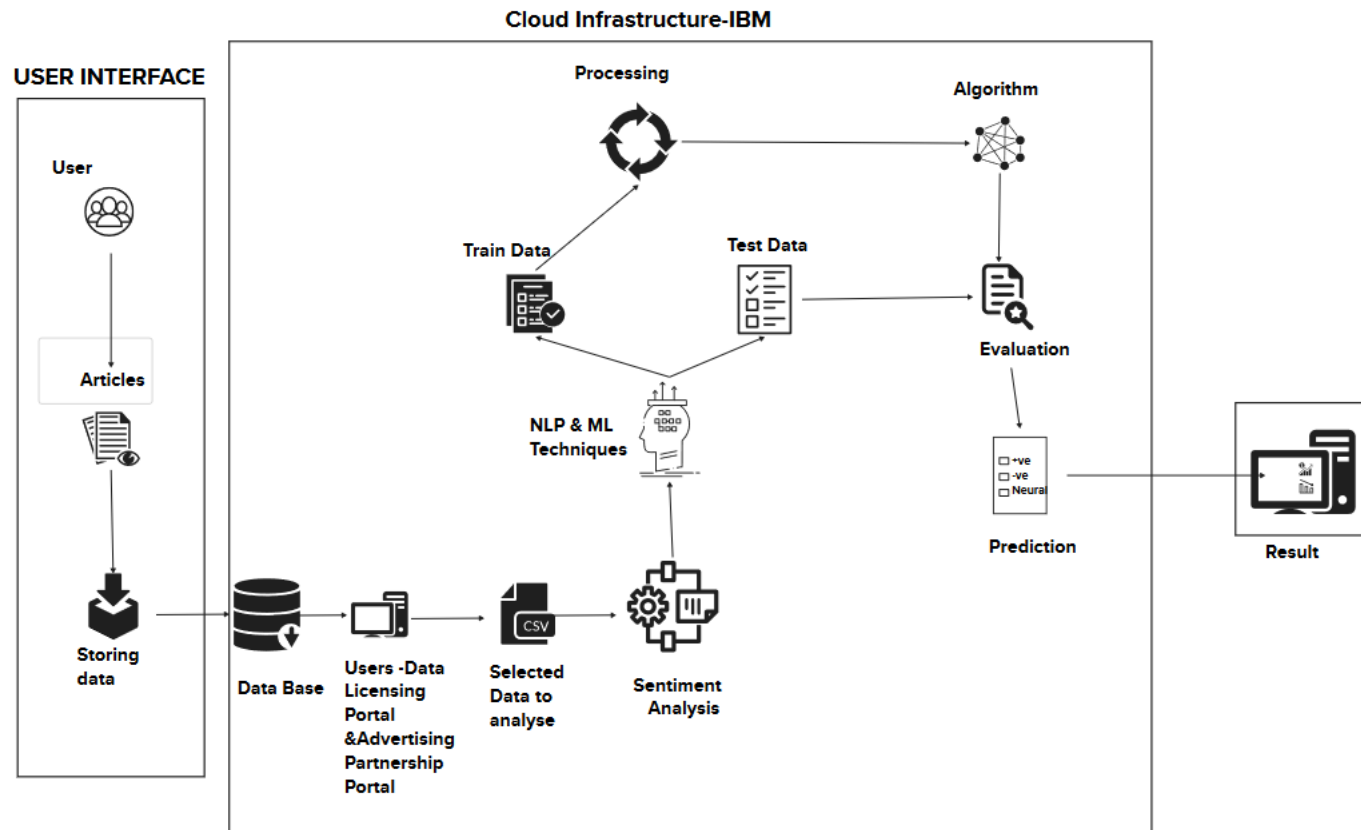 Cloud Infrastructure-IBM
USER INTERFACE
User
Articles
Storing
data
Data Base
Users -Data
Licensing
Portal
&Advertising
Partnership
Portal
CSV
Selected
Data to
analyse
Sentiment
Analysis
NLP & ML
Techniques
Train Data
Test Data
Processing
Algorithm
Evaluation
+ve
-ve
Neural
Prediction
Result